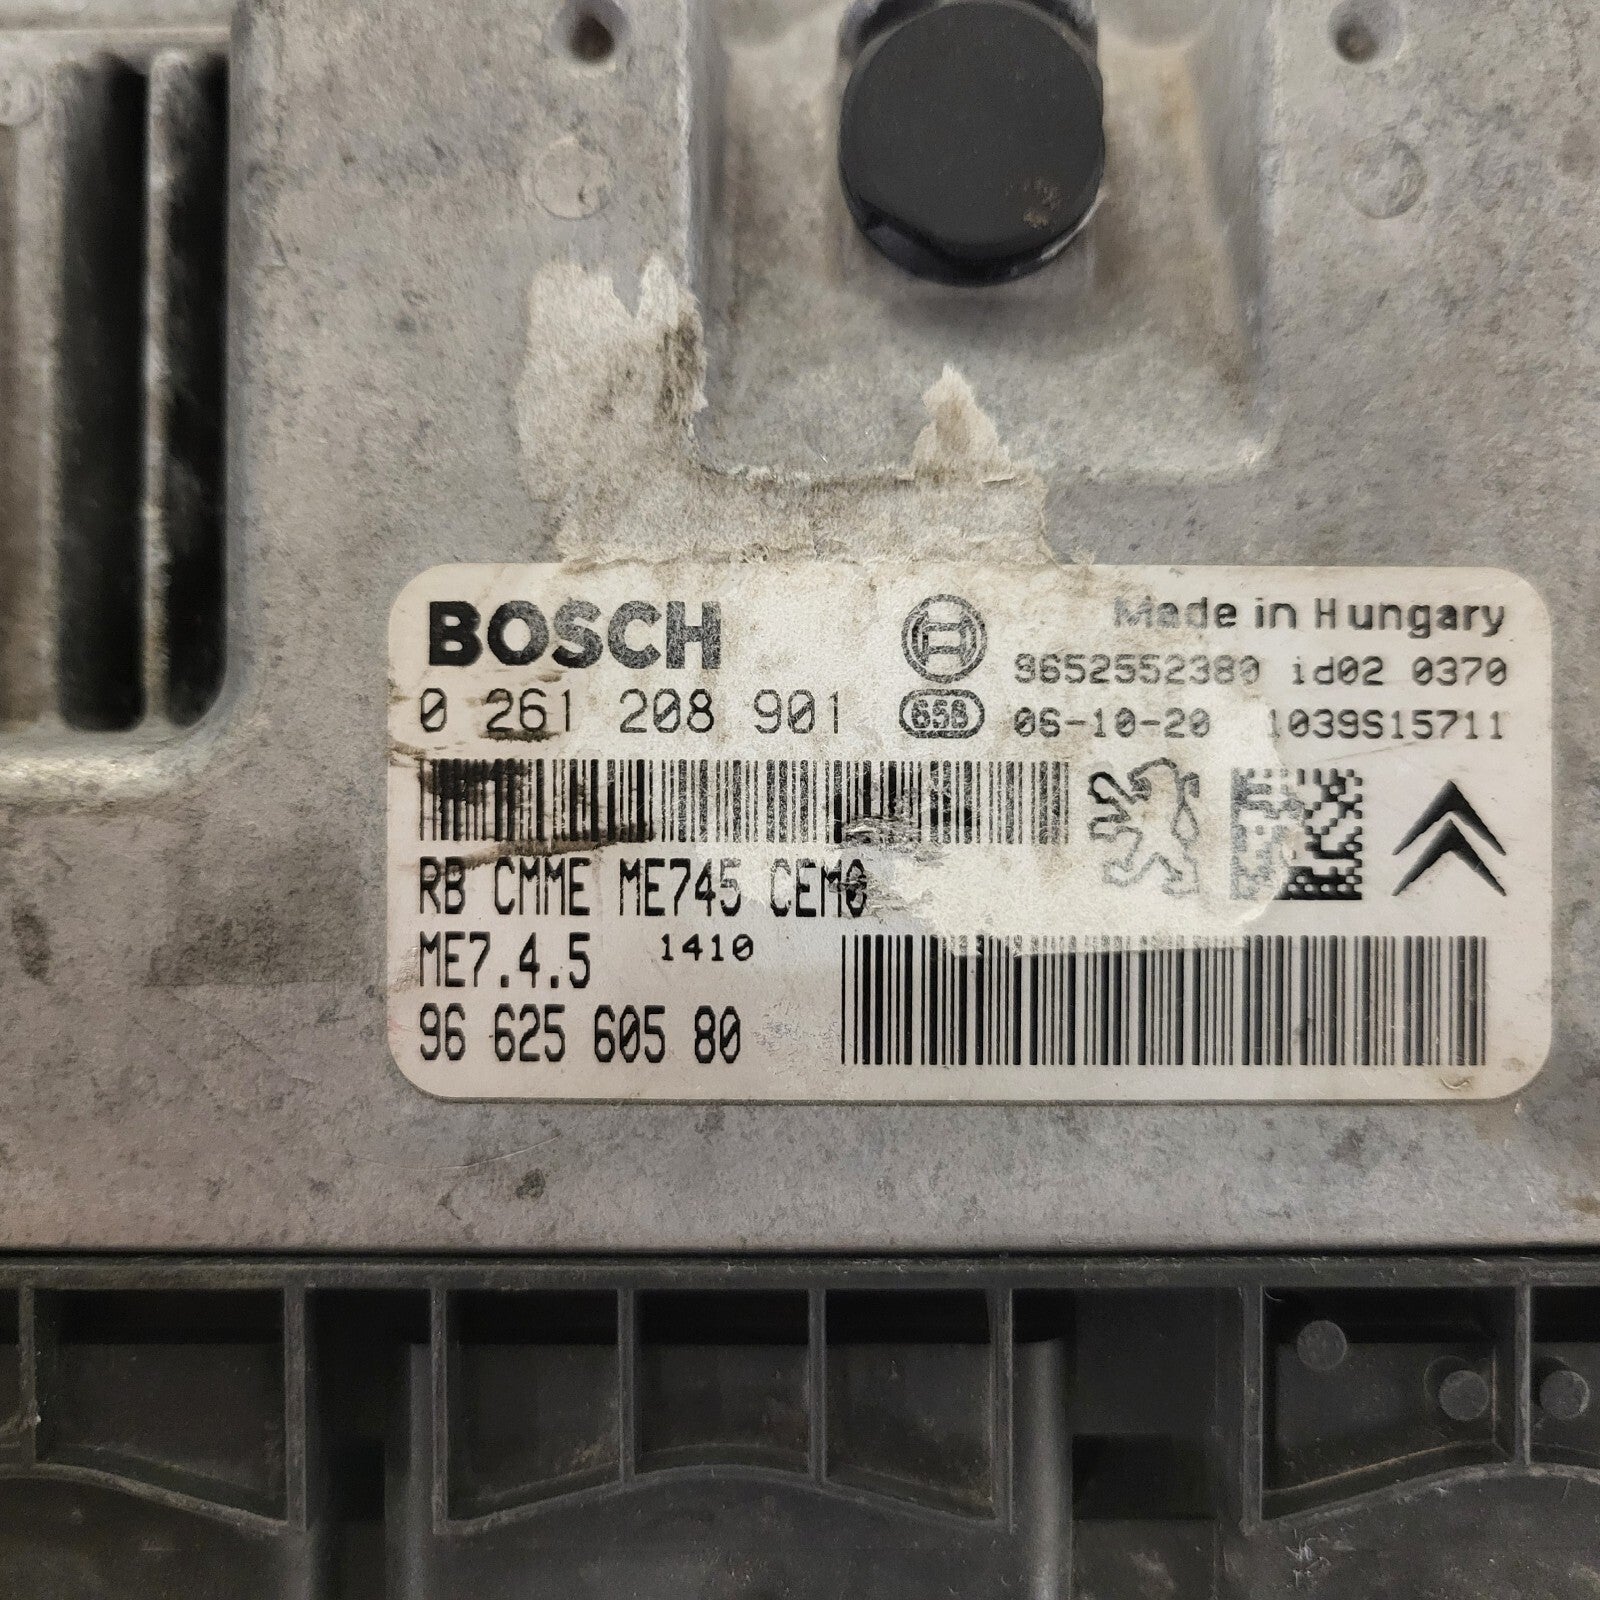 BOSCH
Made in Hungary
9652552380 id02 0370
0 261 208 901
658 06-10-20 1039S15711
RB CMME ME745 CEM0
ME7.4.5 1410
96 625 605 80